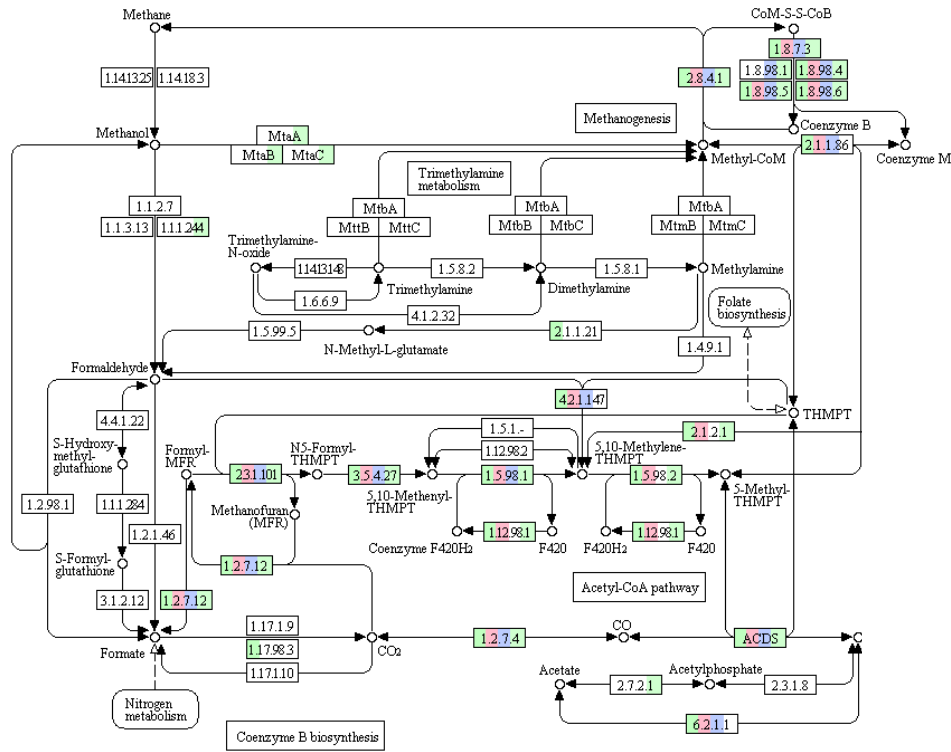 Methane
CoM-S-S-CoB
1.14.13.25
1.14.18.3
2.8.4.1
1.8.7.3
1.8.98.1
1.8.98.4
1.8.98.5
1.8.98.6
Methanogenesis
Methanol
MtaA
MtaB
MtaC
Coenzyme B
2.1.1.86
Methyl-CoM
Coenzyme M
Trimethylamine
metabolism
1.1.2.7
1.1.3.13
1.1.1.244
MtbA
MttB
MttC
MtbA
MtbB
MtbC
MtbA
MtmB
MtmC
Trimethylamine-
N-oxide
1.14.13.148
1.5.8.2
1.5.8.1
Methylamine
Trimethylamine
Dimethylamine
1.6.6.9
4.1.2.32
Folate
biosynthesis
1.5.99.5
2.1.1.21
N-Methyl-L-glutamate
1.4.9.1
Formaldehyde
4.2.1.147
THMPT
4.4.1.22
1.5.1.-
2.1.2.1
S-Hydroxy-
methyl-
glutathione
Formyl-
MFR
N5-Formyl-
THMPT
1.12.98.2
5,10-Methylene-
THMPT
2.3.1.101
3.5.4.27
1.5.98.1
1.5.98.2
5,10-Methenyl-
THMPT
5-Methyl-
THMPT
1.2.98.1
1.1.1.284
Methanofuran
(MFR)
1.2.1.46
1.12.98.1
1.12.98.1
Coenzyme F420H2
F420
F420H2
F420
S-Formyl-
glutathione
1.2.7.12
Acetyl-CoA pathway
3.1.2.12
1.2.7.12
1.17.1.9
CO
1.17.98.3
1.2.7.4
ACDS
Formate
CO2
1.17.1.10
Acetate
Acetylphosphate
2.7.2.1
2.3.1.8
Nitrogen
metabolism
6.2.1.1
Coenzyme B biosynthesis